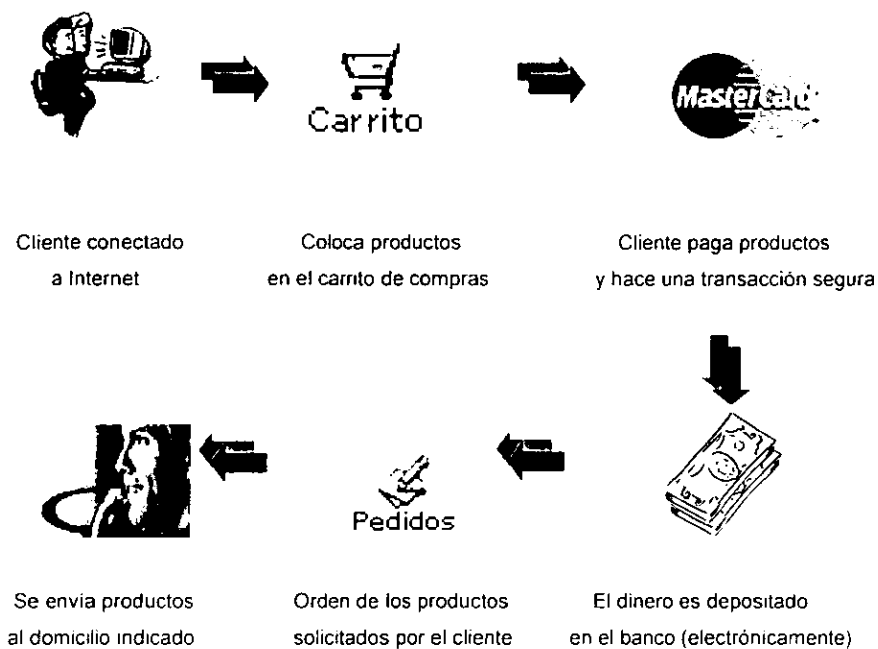 Carrito
MasterCard
Cliente conectado
a Internet
Coloca productos
en el carrito de compras
Cliente paga productos
y hace una transacción segura
Pedidos
Se envia productos
al domicilio indicado
Orden de los productos
solicitados por el cliente
El dinero es depositado
en el banco (electrónicamente)